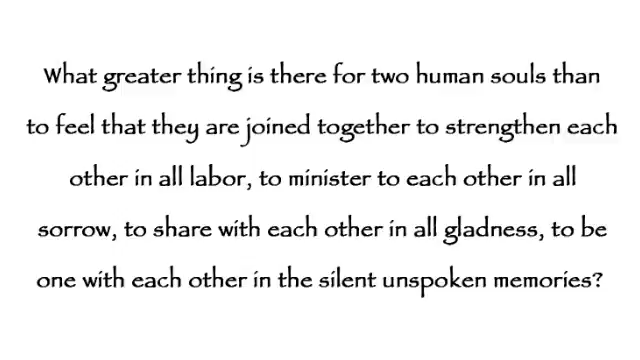 What greater thing is there for two human souls than
to feel that they are joined together to strengthen each
other in all labor, to minister to each other in all
sorrow, to share with each other in all gladness, to be
one with each other in the silent unspoken memories?